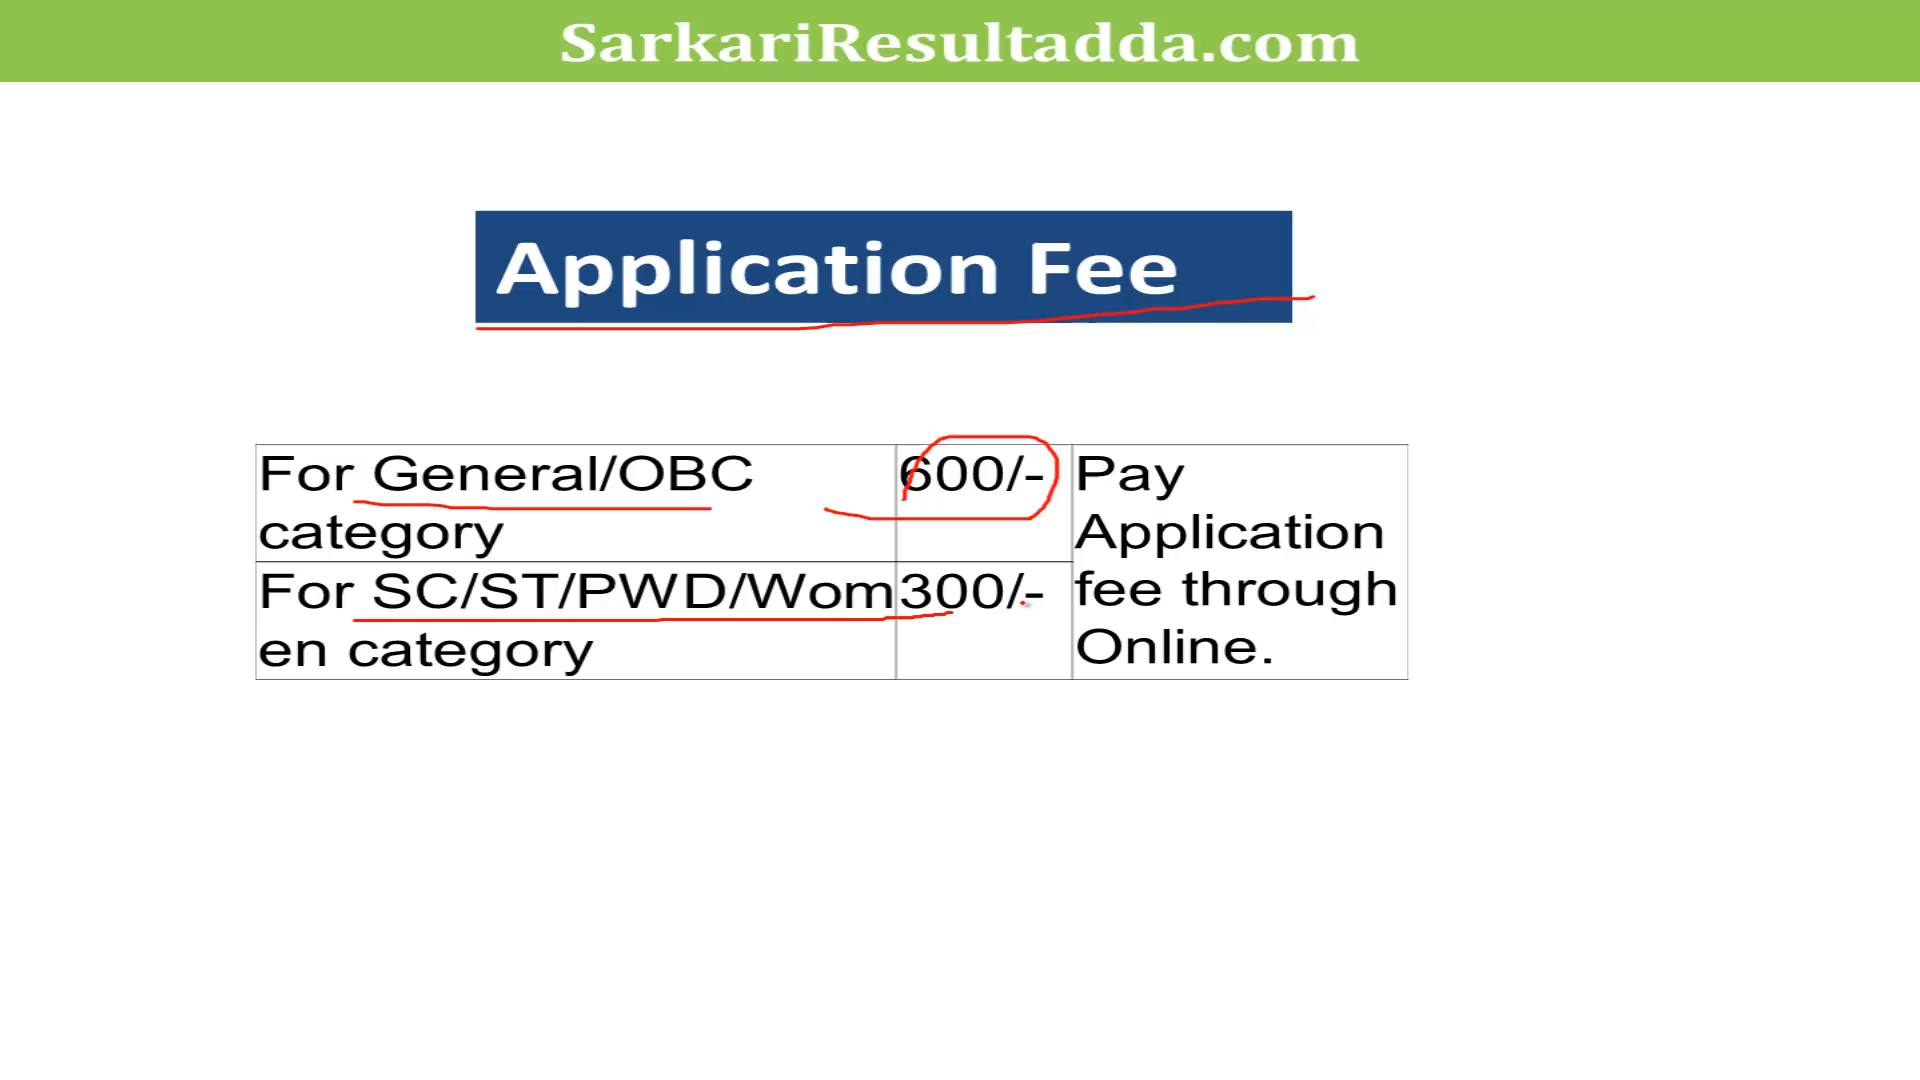 SarkariResultadda.com
Application Fee
For General/OBC
category
600/-
For SC/ST/PWD/Wom
en category
300/-
Pay
Application
fee through
Online.